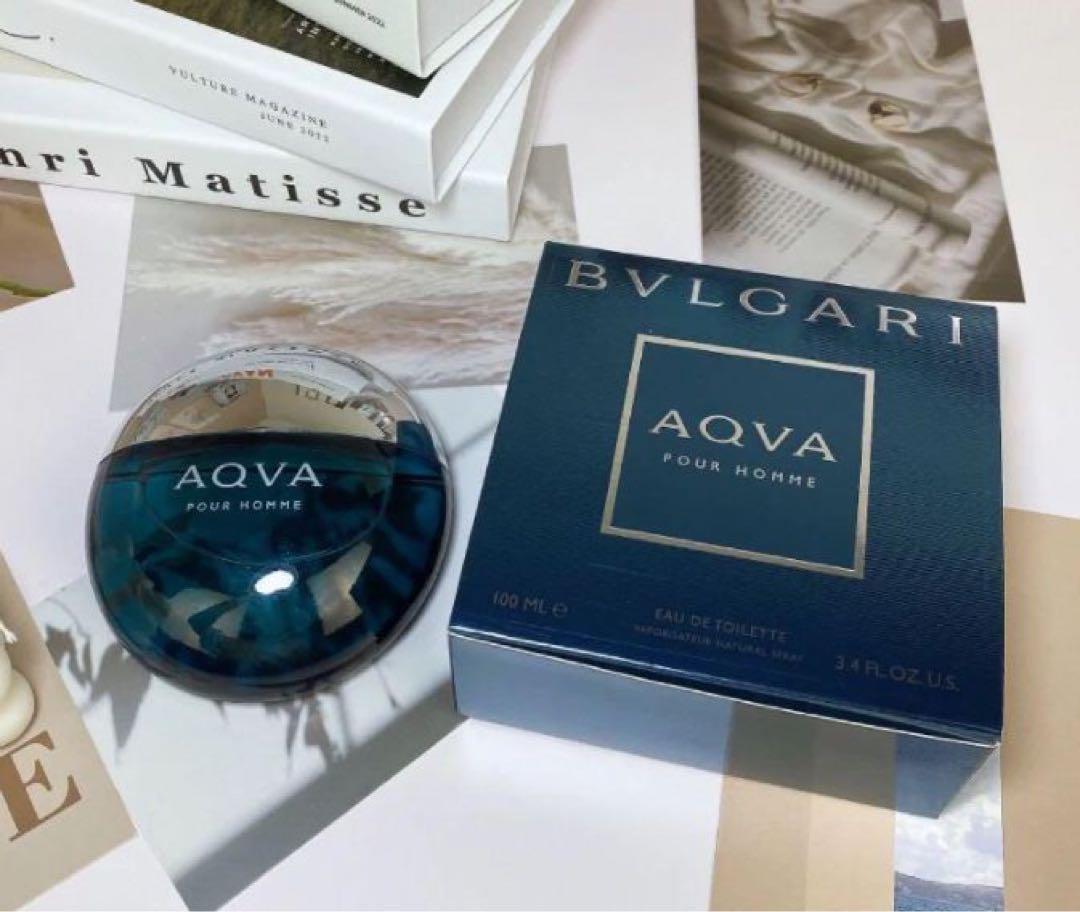 VULTURE MAGAZINE
JUNE 2022
nri Matisse
BVLGARI
AQVA
POUR HOMME
100 ML e
EAU DE TOILETTE
VAPORISATEUR NATURAL SPRAY
3.4 FL. OZ. U.S.
AQVA
POUR HOMME
E